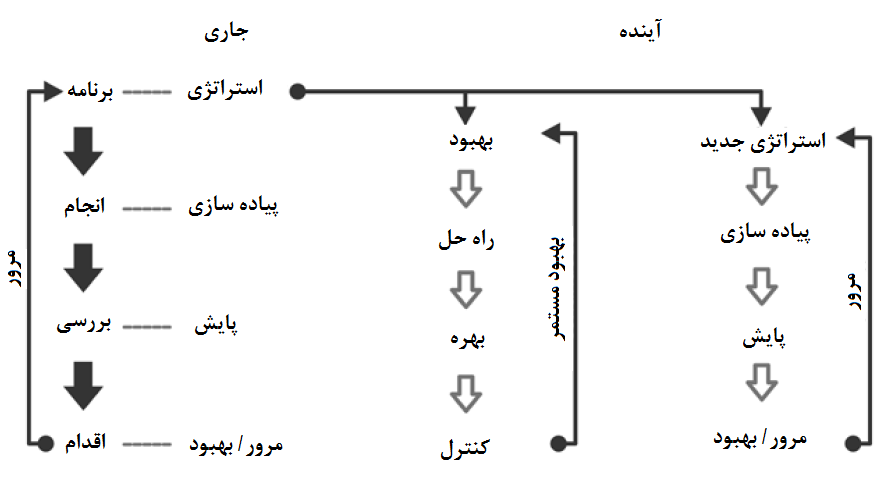 جاری
آینده
برنامه
استراتژی
انجام
پیاده سازی
بررسی
پایش
اقدام
مرور / بهبود
مرور
بهبود
راه حل
بهره
کنترل
بهبود مستمر
استراتژی جدید
پیاده سازی
پایش
مرور / بهبود
مرور